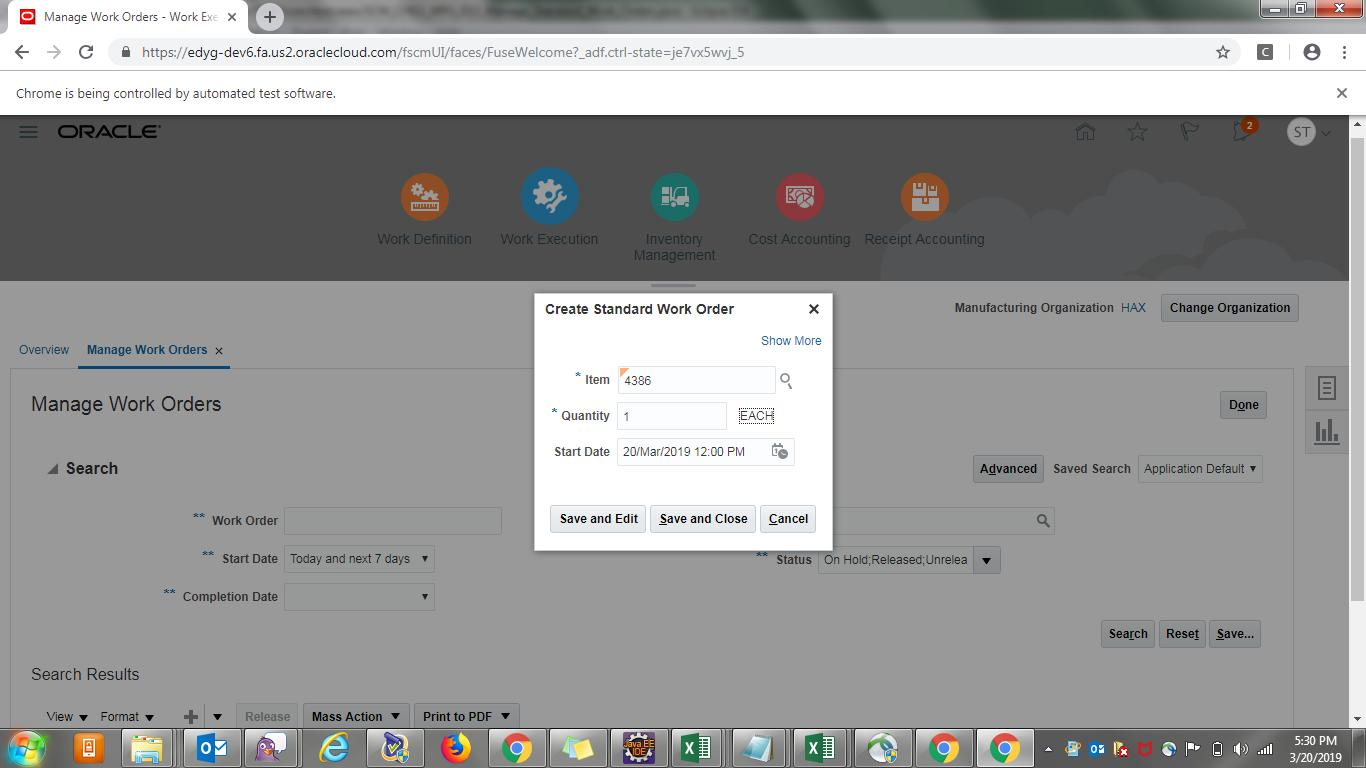 Manage Work Orders - Work Exe
https://edyg-dev6.fa.us2.oraclecloud.com/fscmUI/faces/FuseWelcome?_adf.ctrl-state=je7vx5wvj_5
C
Chrome is being controlled by automated test software.
ORACLE
2
ST
Work Definition
Work Execution
Inventory Management
Cost Accounting
Receipt Accounting
Manufacturing Organization HAX Change Organization
Overview
Manage Work Orders
Manage Work Orders
Done
Search
Advanced Saved Search Application Default
** Work Order
** Start Date Today and next 7 days
** Status On Hold;Released;Unrelea
** Completion Date
Search Reset Save...
Create Standard Work Order
Show More
* Item 4386
* Quantity 1 EACH
Start Date 20/Mar/2019 12:00 PM
Save and Edit Save and Close Cancel
Search Results
View Format Release Mass Action Print to PDF
Java EE IDE
5:30 PM
3/20/2019